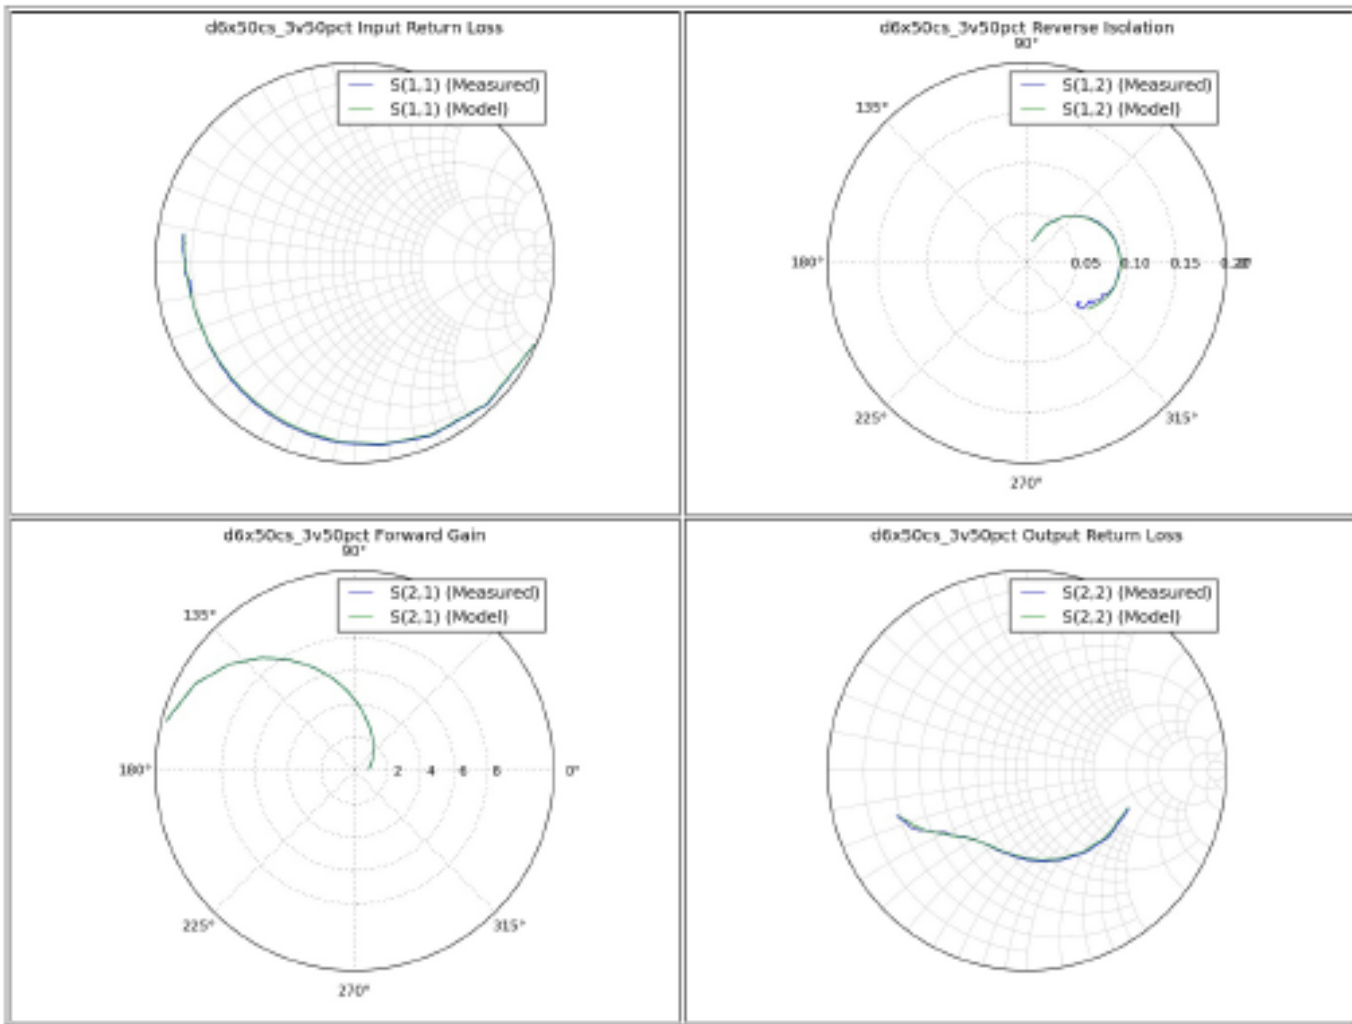 d6x50cs_3v50pct Input Return Loss
S(1,1) (Measured)
S(1,1) (Model)
d6x50cs_3v50pct Reverse Isolation
90°
S(1,2) (Measured)
S(1,2) (Model)
135°
180°
0.05
0.10
0.15
225°
315°
270°
d6x50cs_3v50pct Forward Gain
90°
S(2,1) (Measured)
S(2,1) (Model)
135°
180°
2
4
6
8
0°
225°
315°
270°
d6x50cs_3v50pct Output Return Loss
S(2,2) (Measured)
S(2,2) (Model)